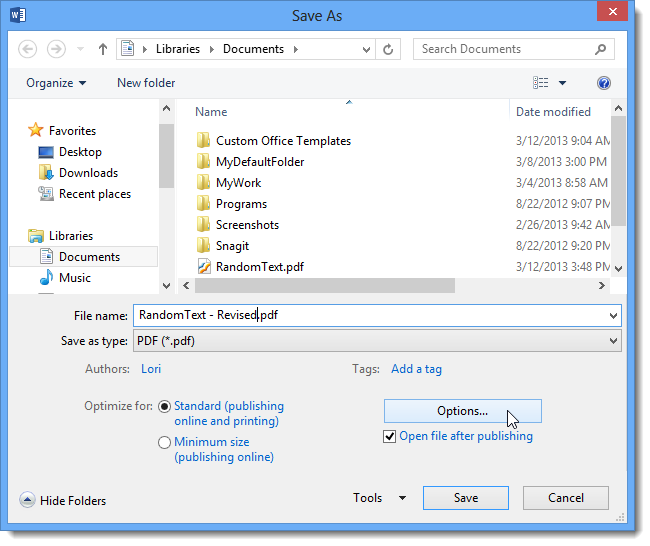 Save As
Libraries Documents
Search Documents
Organize New folder
Name Date modified
Favorites
Desktop
Downloads
Recent places
Libraries
Documents
Music
Custom Office Templates 3/12/2013 9:04 AM
MyDefaultFolder 3/8/2013 3:00 PM
MyWork 3/4/2013 8:58 AM
Programs 8/22/2012 9:07 PM
Screenshots 2/26/2013 9:42 AM
Snagit 8/22/2012 9:20 PM
RandomText.pdf 3/12/2013 3:48 PM
File name: RandomText - Revised.pdf
Save as type: PDF (*.pdf)
Authors: Lori Tags: Add a tag
Optimize for: Standard (publishing
online and printing)
Minimum size
(publishing online)
Options...
Open file after publishing
Hide Folders Tools Save Cancel